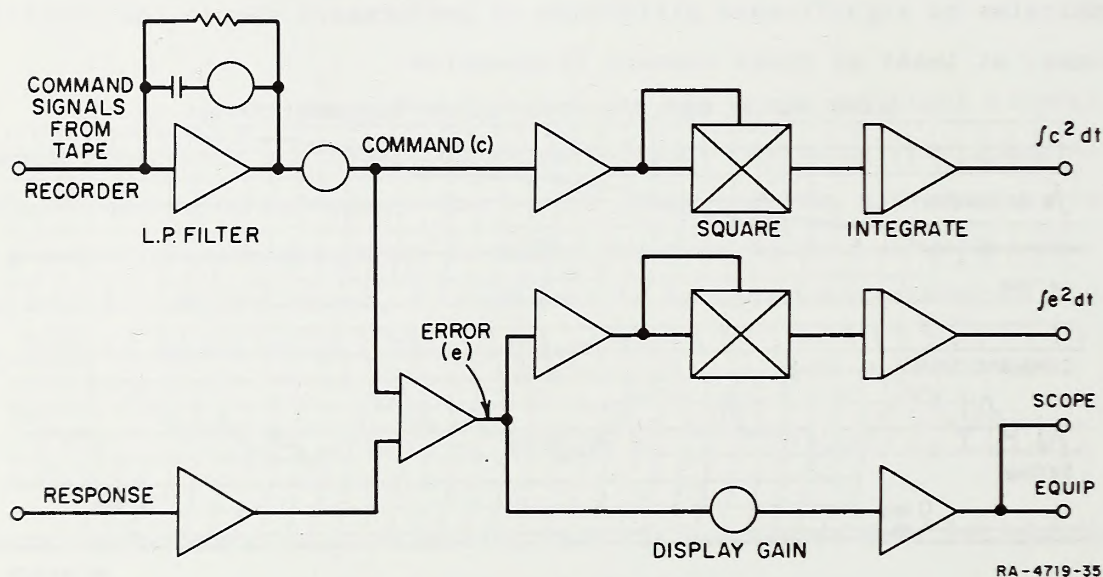 COMMAND
SIGNALS
FROM
TAPE
RECORDER
L.P. FILTER
COMMAND (c)
SQUARE
INTEGRATE
∫c² dt
∫e² dt
ERROR
(e)
SCOPE
EQUIP
RESPONSE
DISPLAY GAIN
RA-4719-35